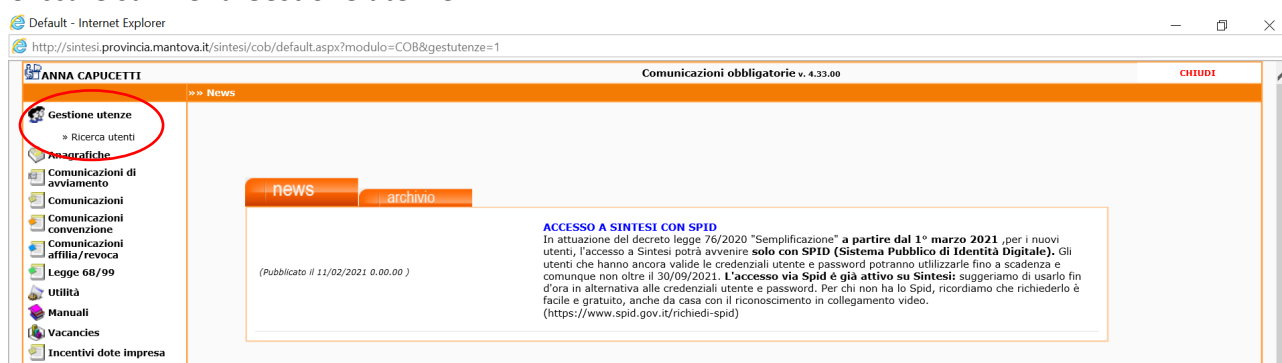 Default - Internet Explorer
http://sintesi.provincia.mantova.it/sintesi/cob/default.aspx?modulo=COB&gestutenze=1
ANNA CAPUCETTI
Comunicazioni obbligatorie v. 4.33.00
CHIUDI
»» News
Gestione utenze
» Ricerca utenti
Anagrafiche
Comunicazioni di
avviamento
Comunicazioni
Comunicazioni
convenzione
Comunicazioni
affilia/revoca
Legge 68/99
Utilità
Manuali
Vacancies
Incentivi dote impresa
news
archivio
(Pubblicato il 11/02/2021 0.00.00 )
ACCESSO A SINTESI CON SPID
In attuazione del decreto legge 76/2020 "Semplificazione" a partire dal 1° marzo 2021 ,per i nuovi
utenti, l'accesso a Sintesi potrà avvenire solo con SPID (Sistema Pubblico di Identità Digitale). Gli
utenti che hanno ancora valide le credenziali utente e password potranno utlilizzarle fino a scadenza e
comunque non oltre il 30/09/2021. L'accesso via Spid é già attivo su Sintesi: suggeriamo di usarlo fin
d'ora in alternativa alle credenziali utente e password. Per chi non ha lo Spid, ricordiamo che richiederlo è
facile e gratuito, anche da casa con il riconoscimento in collegamento video.
(https://www.spid.gov.it/richiedi-spid)